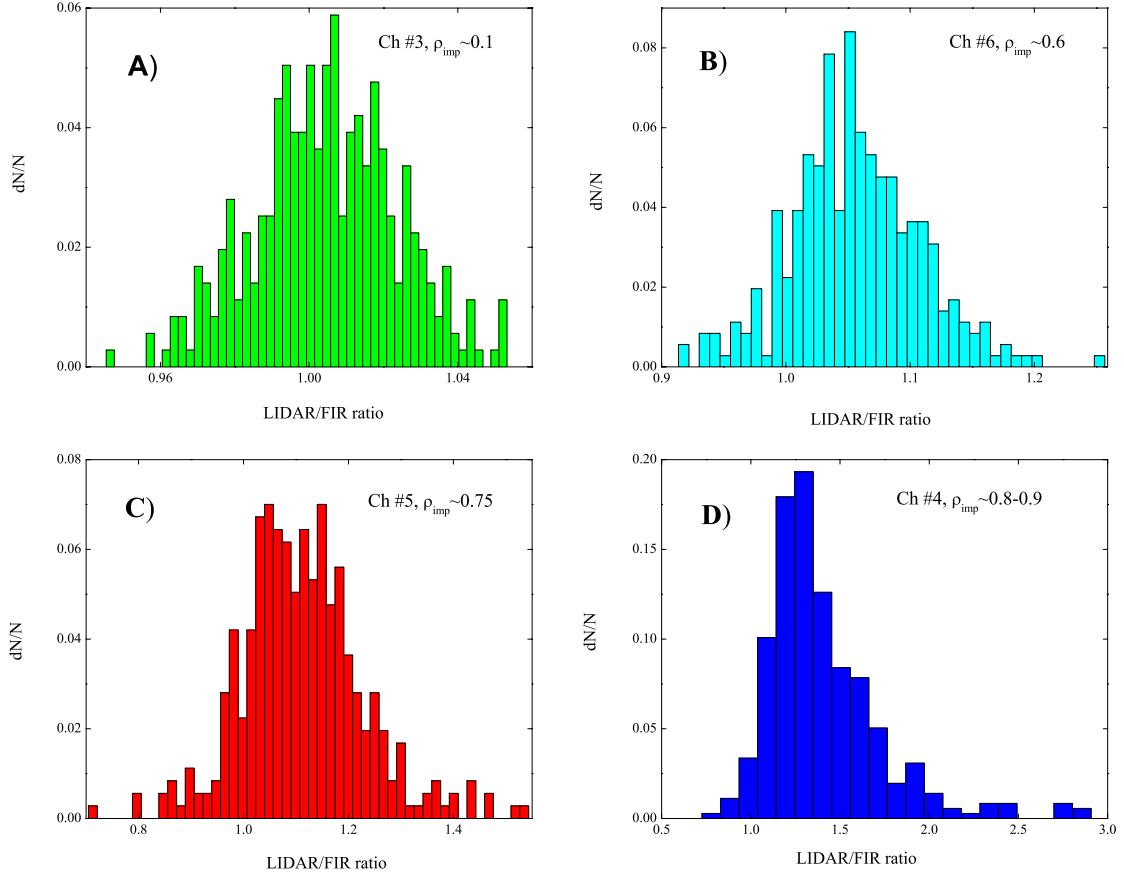 0.06
A)
Ch #3, ρimp~0.1
0.04
dN/N
0.02
0.00
0.96
1.00
1.04
LIDAR/FIR ratio
0.08
B)
Ch #6, ρimp~0.6
0.06
dN/N
0.04
0.02
0.00
0.9
1.0
1.1
1.2
LIDAR/FIR ratio
0.08
C)
Ch #5, ρimp~0.75
0.06
0.04
dN/N
0.02
0.00
0.8
1.0
1.2
1.4
LIDAR/FIR ratio
0.20
D)
Ch #4, ρimp~0.8-0.9
0.15
0.10
dN/N
0.05
0.00
0.5
1.0
1.5
2.0
2.5
3.0
LIDAR/FIR ratio